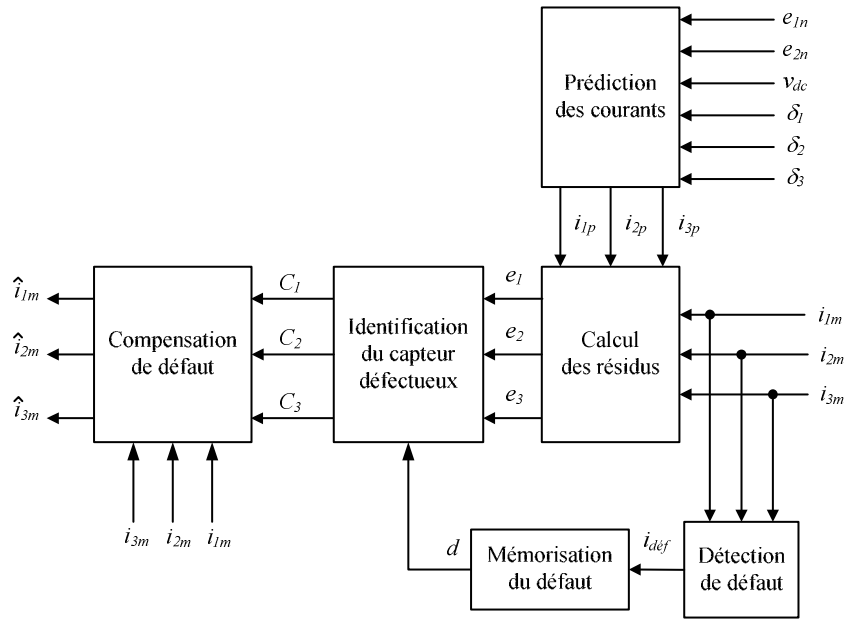 e1n
e2n
Prédiction
des courants
vdc
δ1
δ2
δ3
i1p
i2p
i3p
î1m
î2m
î3m
Compensation
de défaut
C1
C2
C3
Identification
du capteur
défectueux
e1
e2
e3
Calcul
des résidus
i1m
i2m
i3m
i3m
i2m
i1m
d
Mémorisation
du défaut
idéf
Détection
de défaut